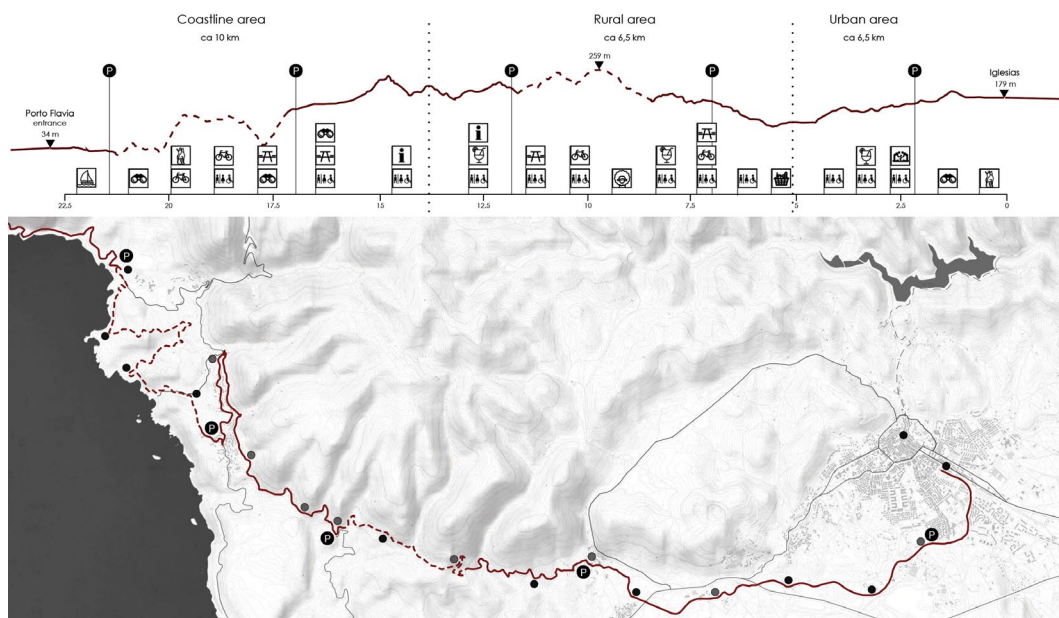 Coastline area
ca 10 km
Rural area
ca 6,5 km
Urban area
ca 6,5 km
P
P
P
P
P
259 m
Porto Flavia
entrance
34 m
Iglesias
179 m
i
i
22.5
20
17.5
15
12.5
10
7.5
5
2.5
0
P
P
P
P
P